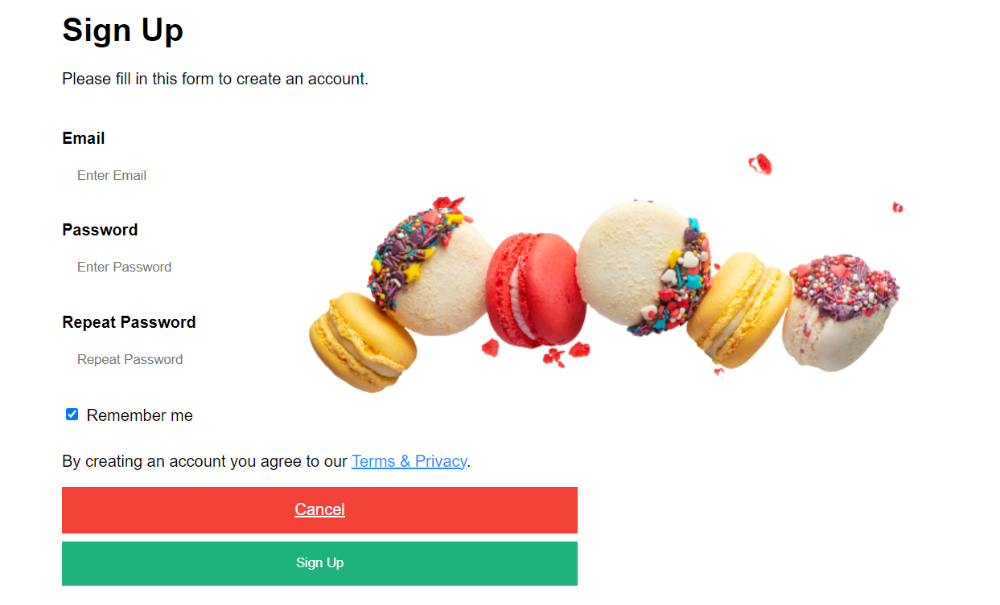 Sign Up
Please fill in this form to create an account.
Email
Enter Email
Password
Enter Password
Repeat Password
Repeat Password
Remember me
By creating an account you agree to our Terms & Privacy.
Cancel
Sign Up